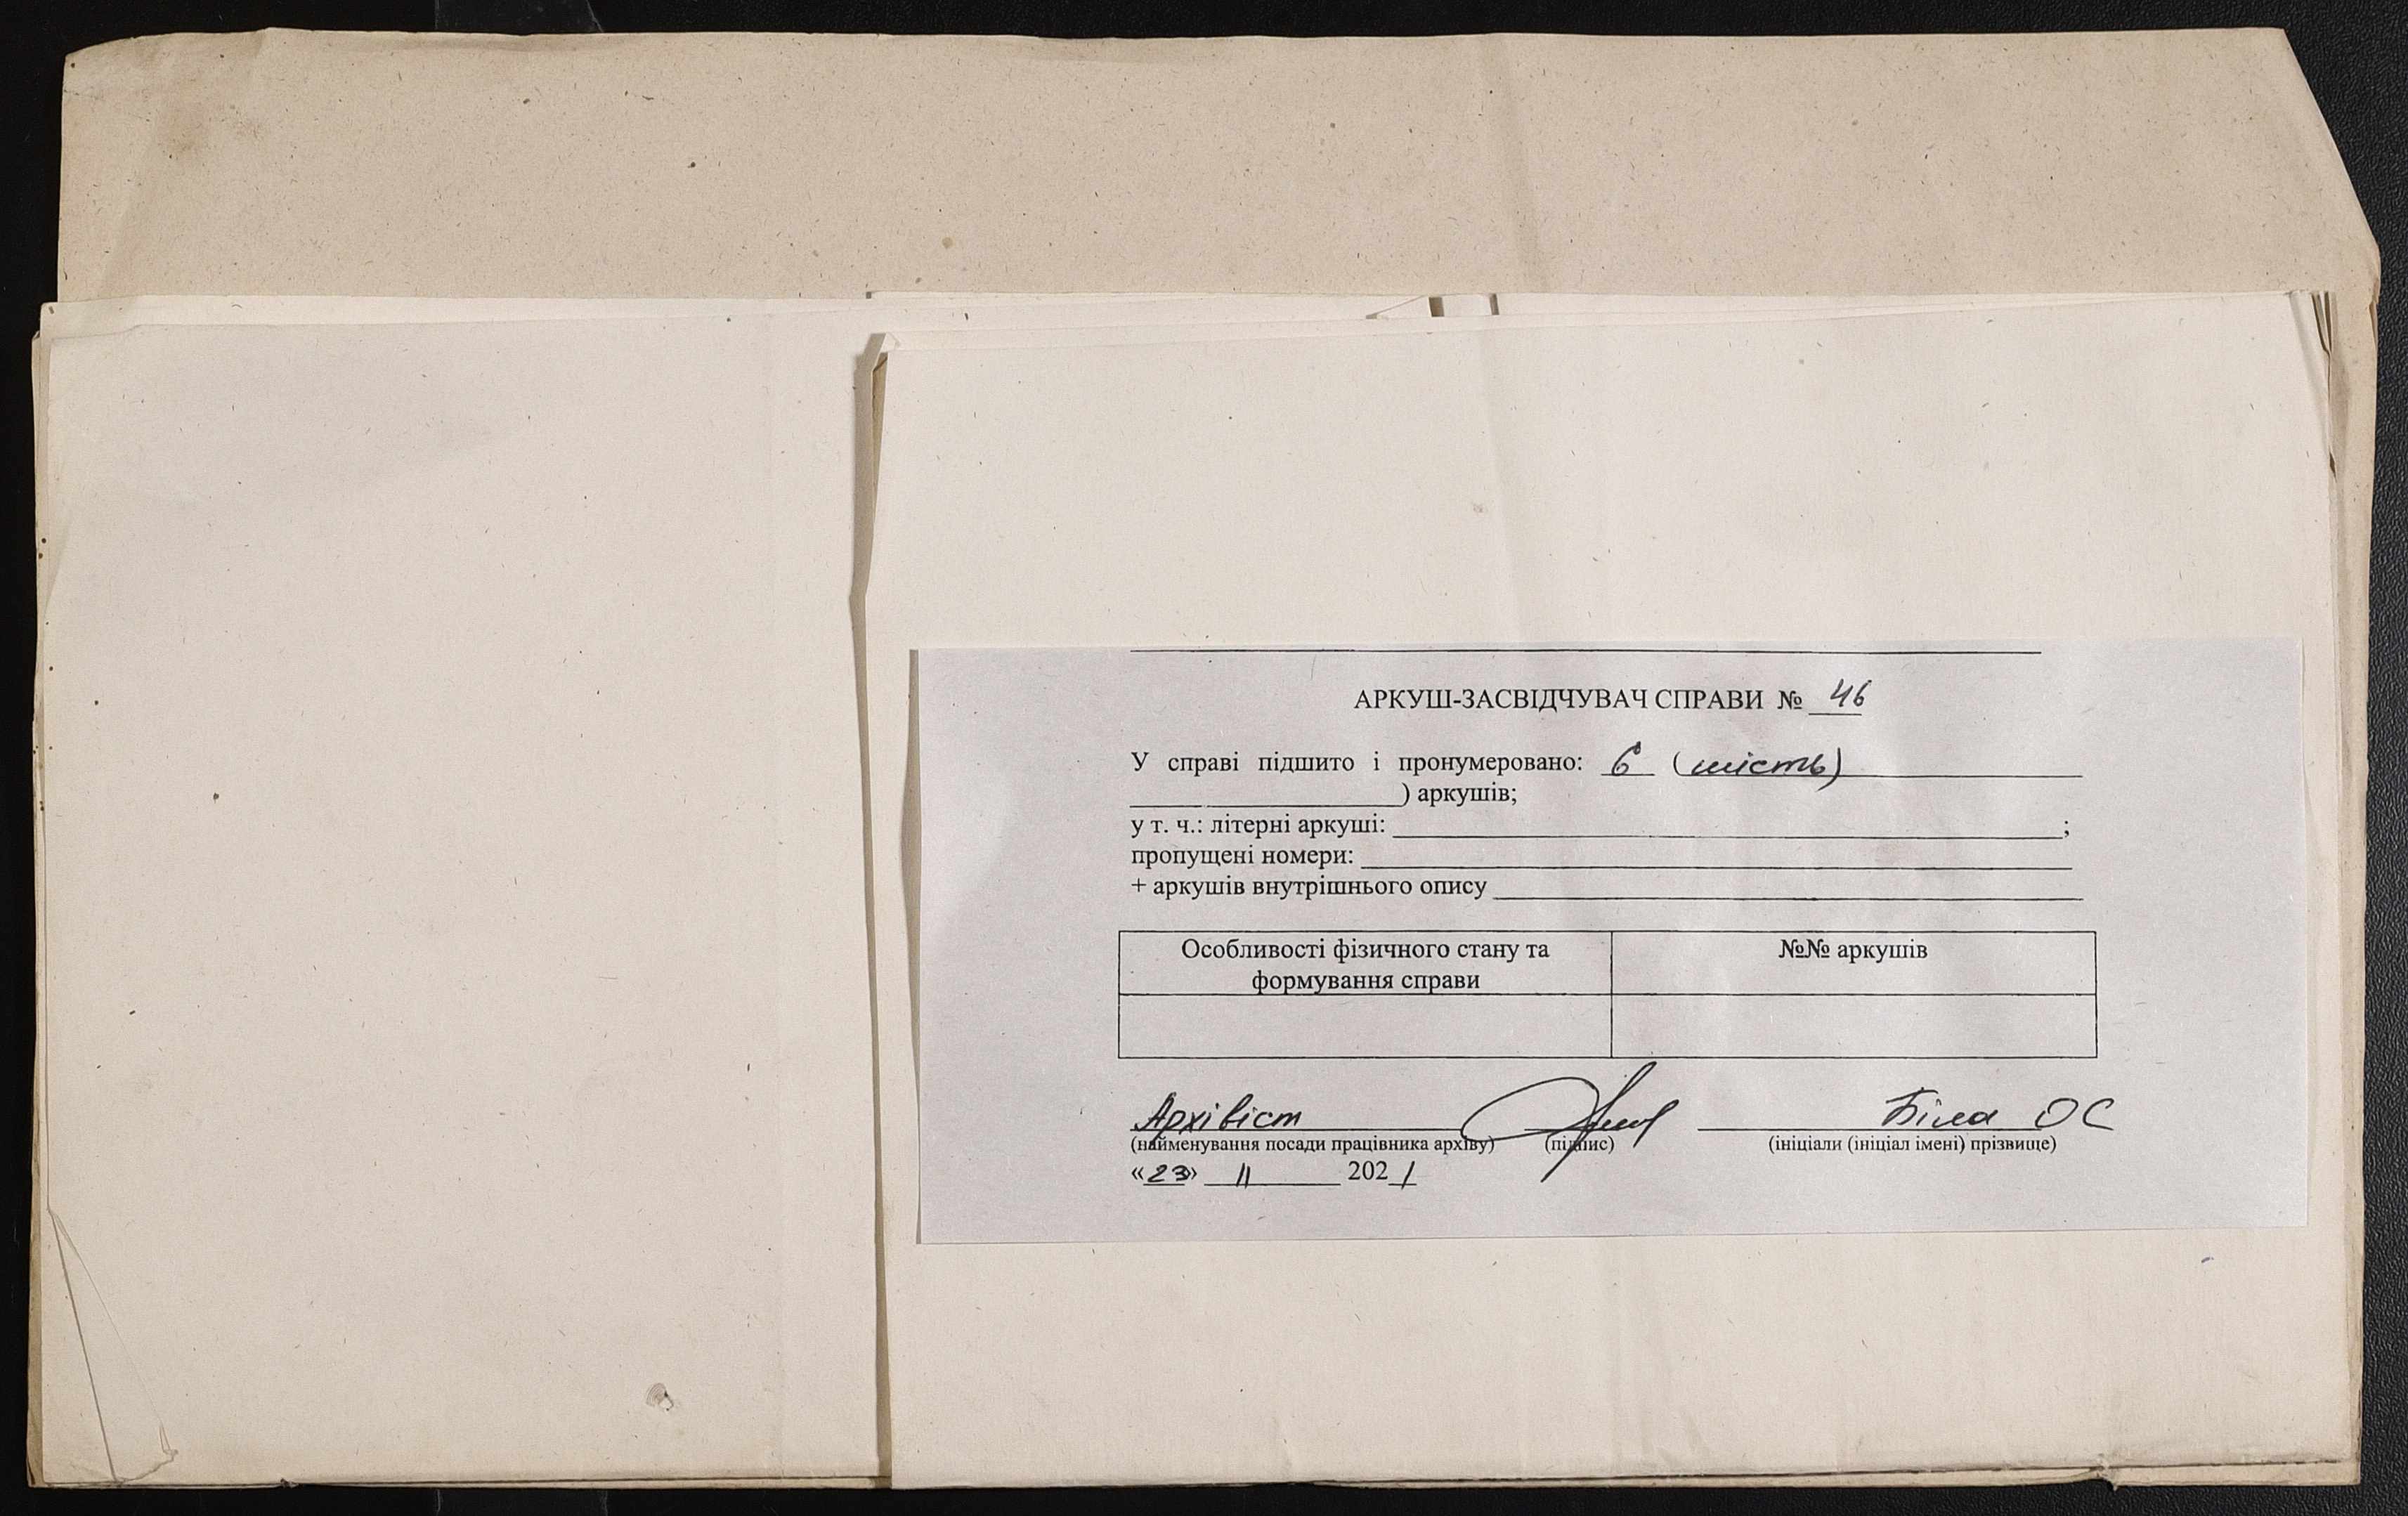 АРКУШ-ЗАСВІДЧУВАЧ СПРАВИ № 46
У справі підшито і пронумеровано: 6 (шість)
) аркушів;
у т. ч.: літерні аркуші: ;
пропущені номери:
+ аркушів внутрішнього опису
Особливості фізичного стану та формування справи
№№ аркушів
Архівіст Біла ОС
(найменування посади працівника архіву) (підпис) (ініціали (ініціал імені) прізвище)
«23» 11 2021